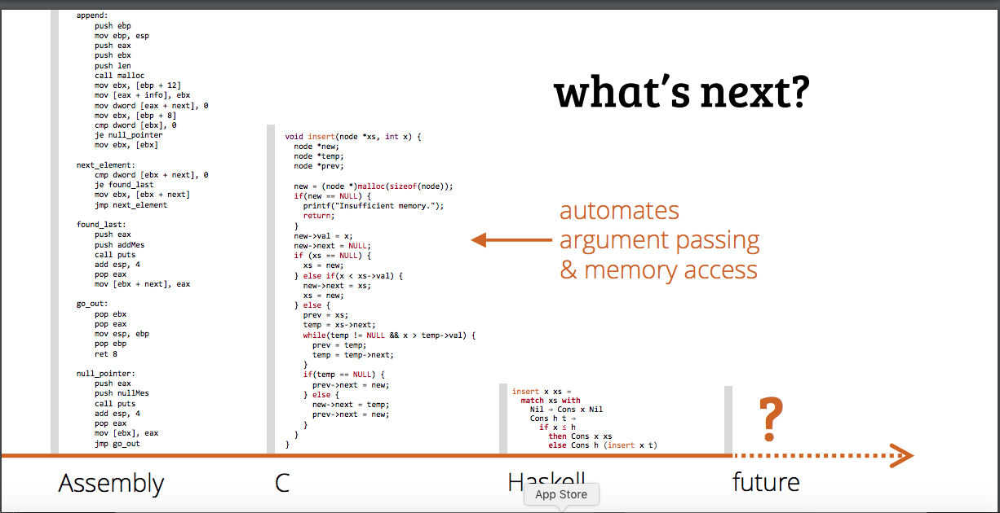 append:
push ebp
mov ebp, esp
push eax
push ebx
push len
call malloc
mov ebx, [ebp + 12]
mov [eax + info], ebx
mov dword [eax + next], 0
mov ebx, [ebp + 8]
cmp dword [ebx], 0
je null_pointer
mov ebx, [ebx]
next_element:
cmp dword [ebx + next], 0
je found_last
mov ebx, [ebx + next]
jmp next_element
found_last:
push eax
push addMes
call puts
add esp, 4
pop eax
mov [ebx + next], eax
go_out:
pop ebx
pop eax
mov esp, ebp
pop ebp
ret 8
null_pointer:
push eax
push nullMes
call puts
add esp, 4
pop eax
mov [ebx], eax
jmp go_out
void insert(node *xs, int x) {
node *new;
node *temp;
node *prev;
new = (node *)malloc(sizeof(node));
if(new == NULL) {
printf("Insufficient memory.");
return;
}
new->val = x;
new->next = NULL;
if (xs == NULL) {
xs = new;
} else if(x < xs->val) {
new->next = xs;
xs = new;
} else {
prev = xs;
temp = xs->next;
while(temp != NULL && x > temp->val) {
prev = temp;
temp = temp->next;
}
if(temp == NULL) {
prev->next = new;
} else {
new->next = temp;
prev->next = new;
}
}
}
what's next?
automates
argument passing
& memory access
insert x xs =
match xs with
Nil → Cons x Nil
Cons h t →
if x ≤ h
then Cons x xs
else Cons h (insert x t)
?
Assembly
C
Haskell
future
App Store